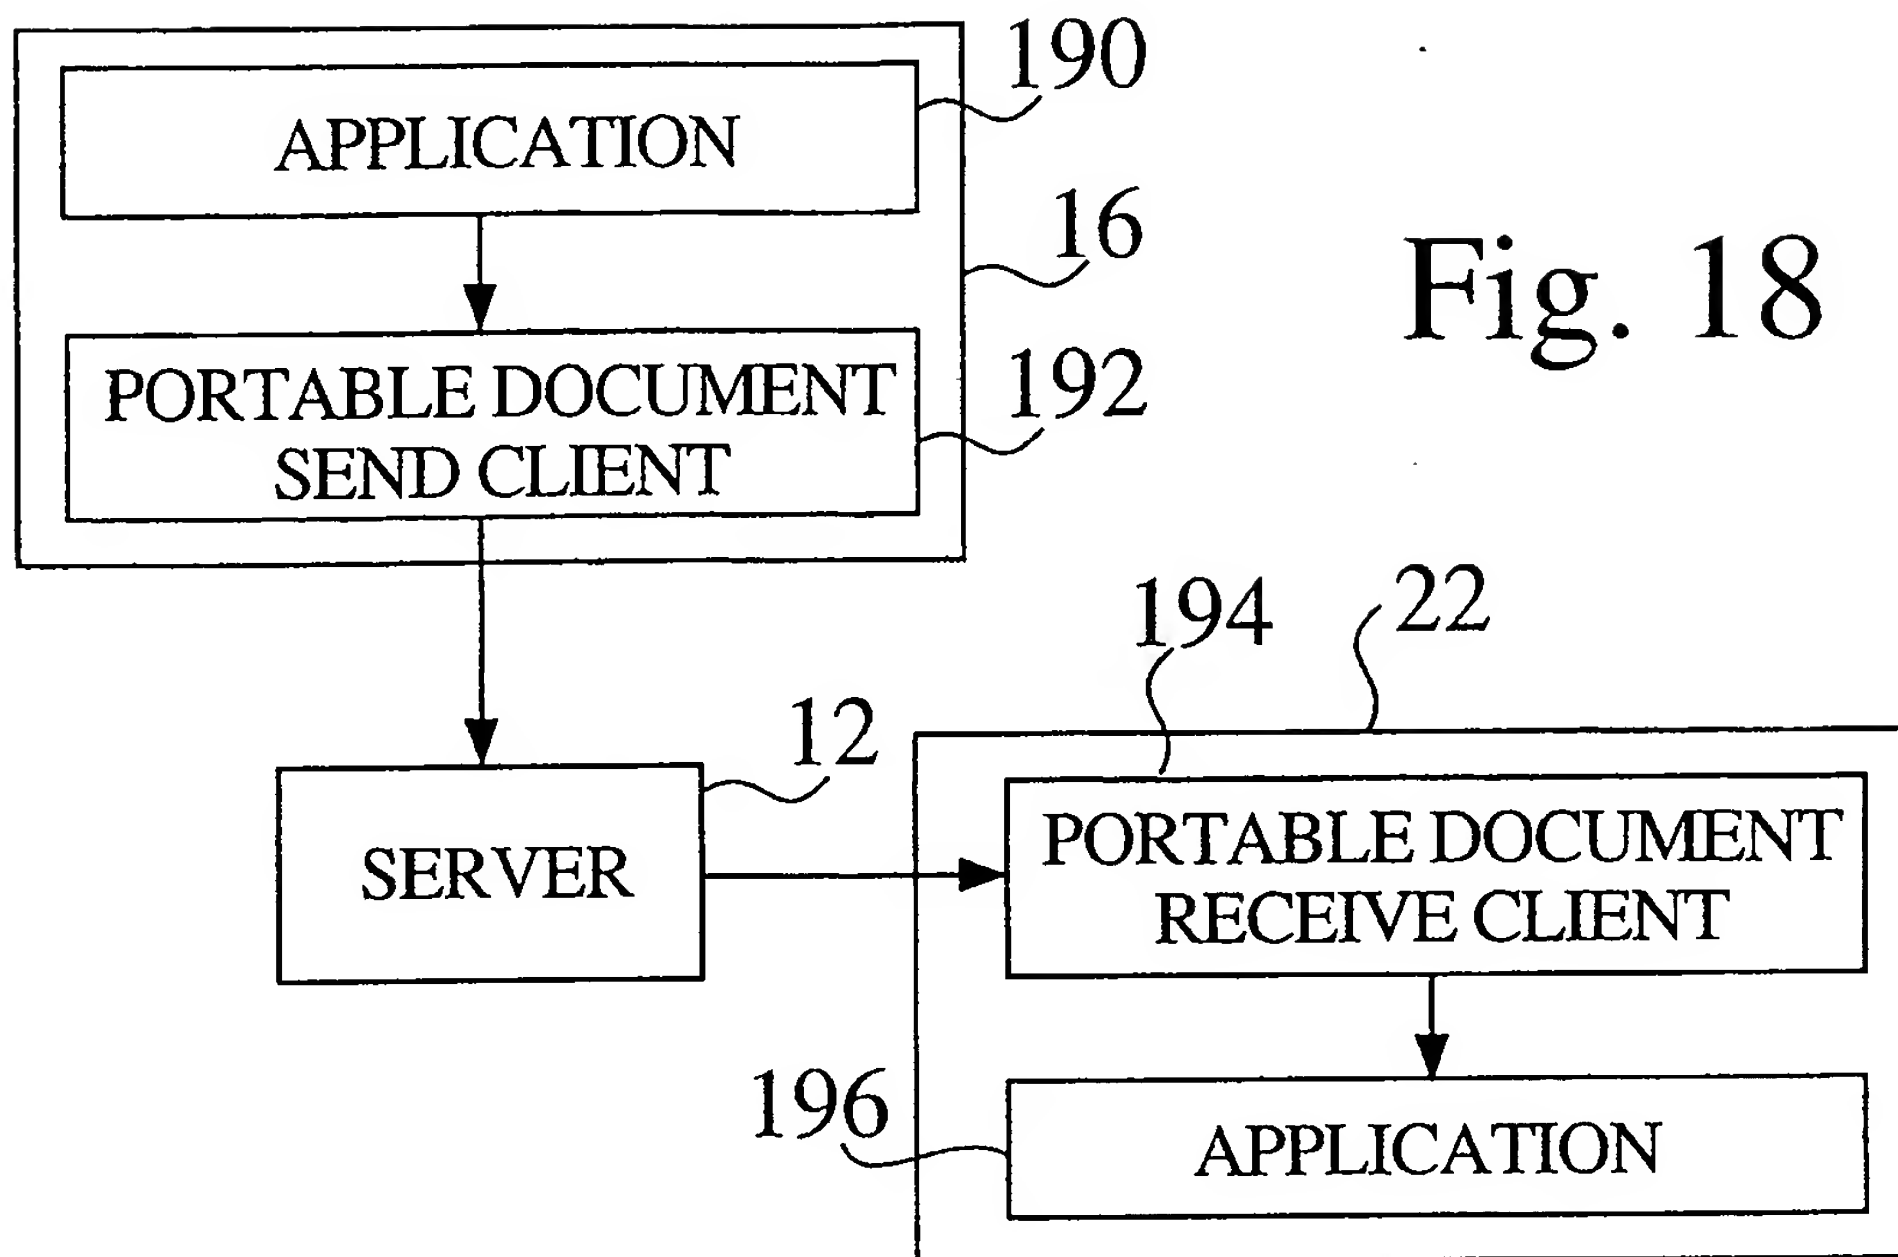 190
APPLICATION
16
Fig. 18
192
PORTABLE DOCUMENT
SEND CLIENT
194
22
12
SERVER
PORTABLE DOCUMENT
RECEIVE CLIENT
196
APPLICATION